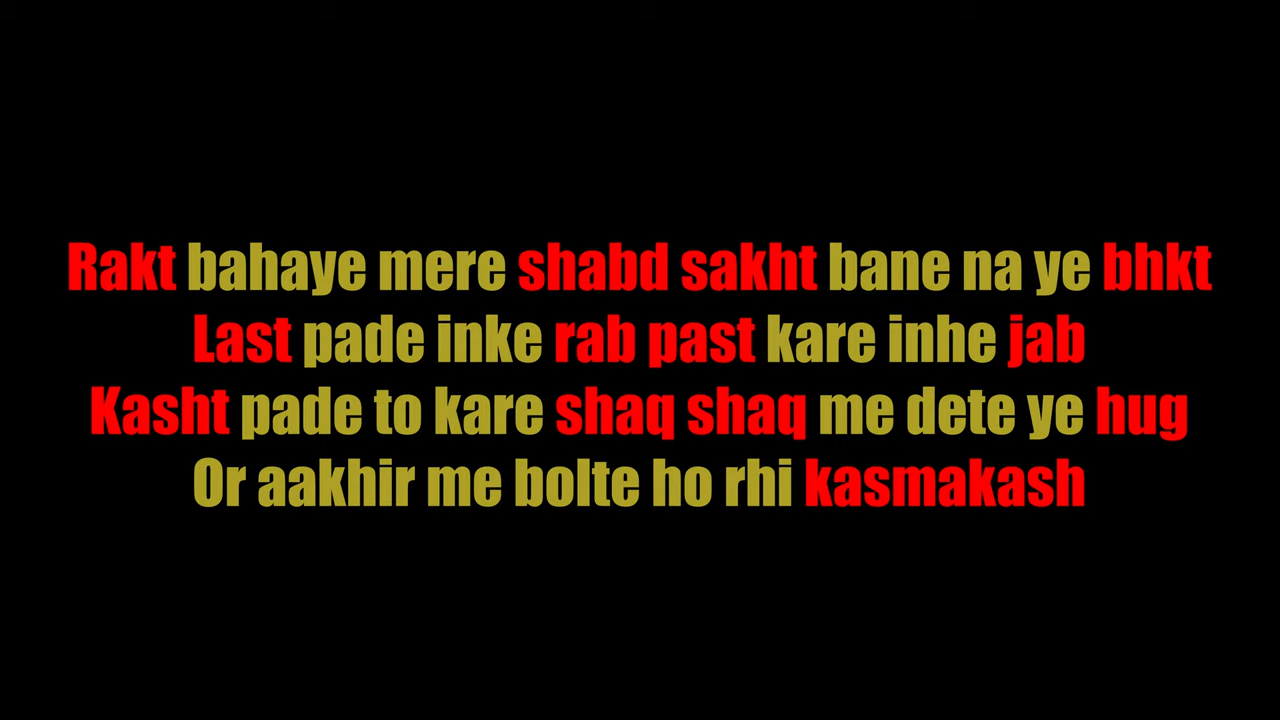 Rakt bahaye mere shabd sakht bane na ye bhkt
Last pade inke rab past kare inhe jab
Kasht pade to kare shaq shaq me dete ye hug
Or aakhir me bolte ho rhi kasmakash